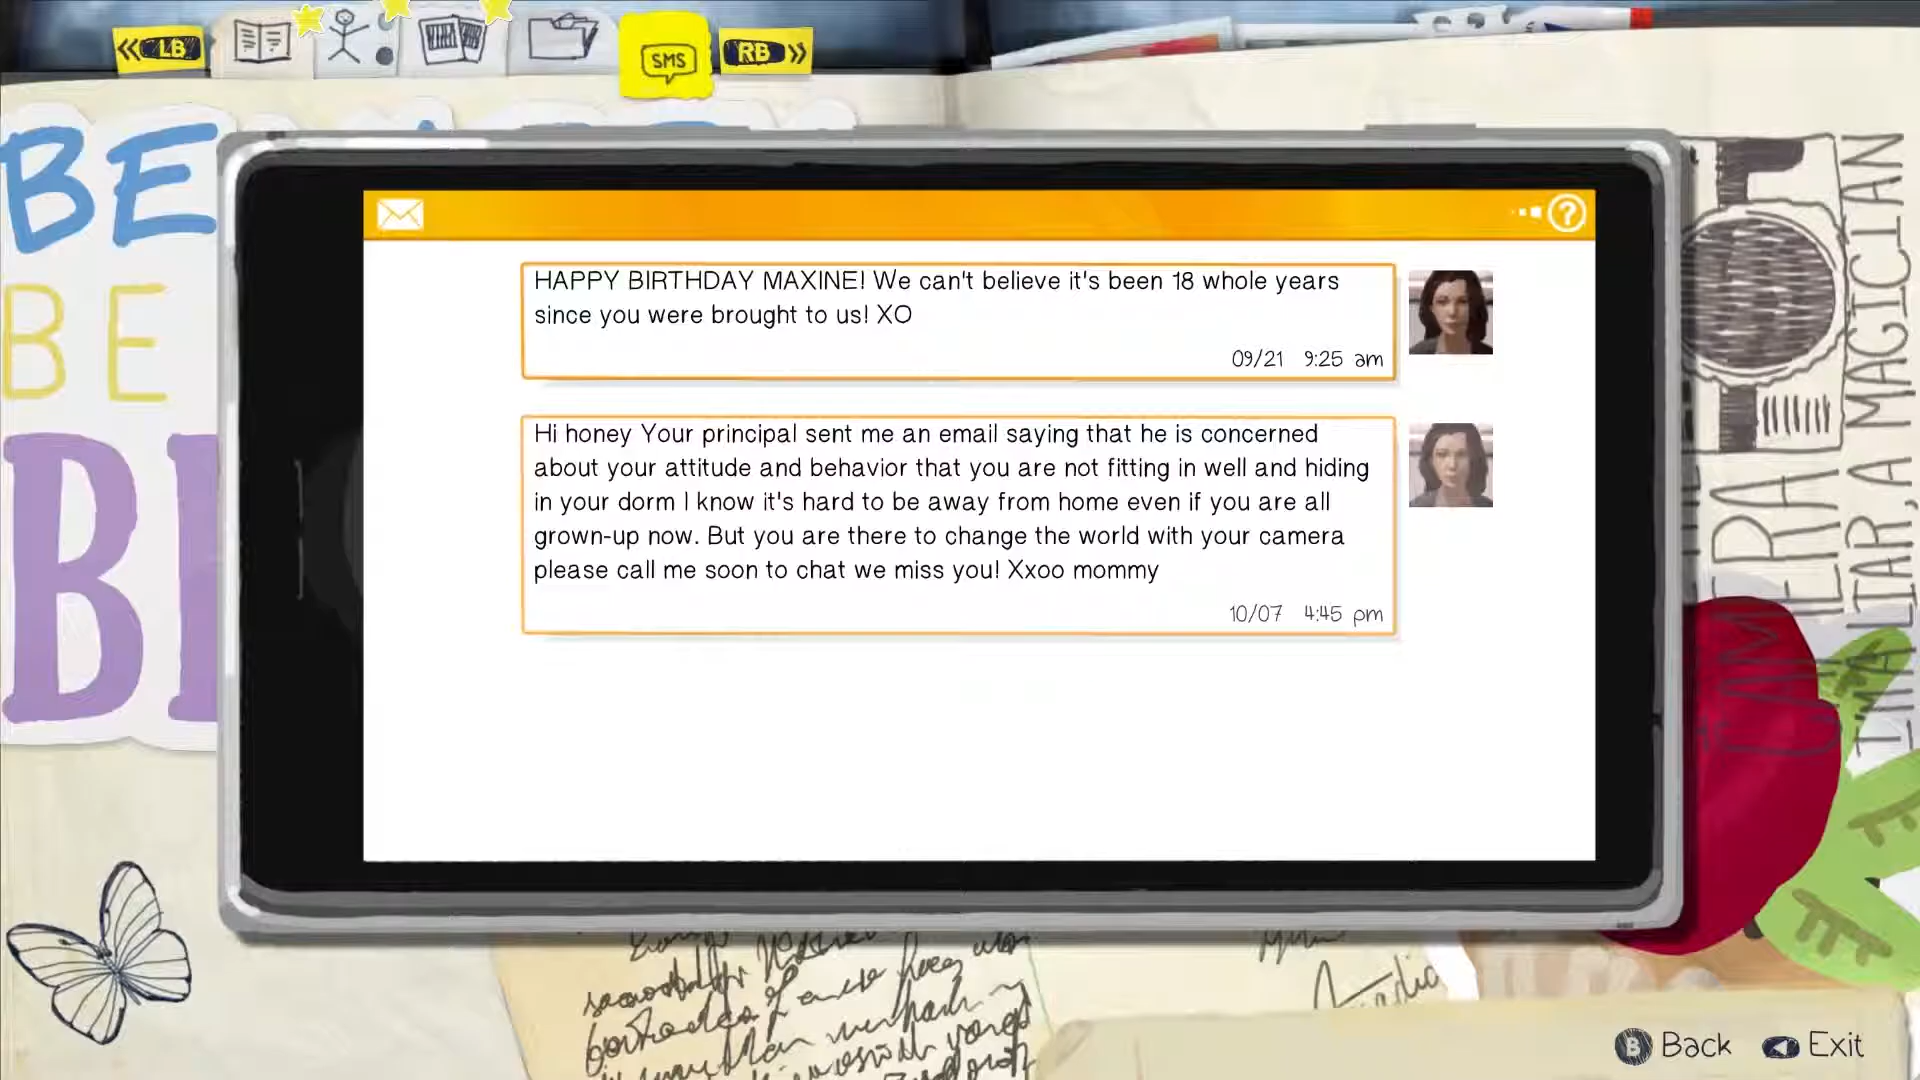 LB
SMS
RB
BE
BE
HAPPY BIRTHDAY MAXINE! We can't believe it's been 18 whole years
since you were brought to us! XO
09/21 9:25 am
Hi honey Your principal sent me an email saying that he is concerned
about your attitude and behavior that you are not fitting in well and hiding
in your dorm I know it's hard to be away from home even if you are all
grown-up now. But you are there to change the world with your camera
please call me soon to chat we miss you! Xxoo mommy
10/07 4:45 pm
LIAR, A MAGICIAN
B Back
Exit